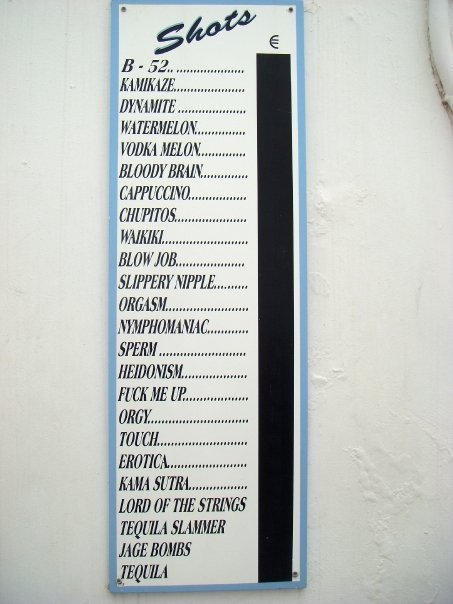 Shots
€
B - 52.. ....................
KAMIKAZE.....................
DYNAMITE ....................
WATERMELON...............
VODKA MELON..............
BLOODY BRAIN..............
CAPPUCCINO.................
CHUPITOS.....................
WAIKIKI.........................
BLOW JOB....................
SLIPPERY NIPPLE..........
ORGASM........................
NYMPHOMANIAC............
SPERM .........................
HEIDONISM...................
FUCK ME UP...................
ORGY.............................
TOUCH..........................
EROTICA.......................
KAMA SUTRA.................
LORD OF THE STRINGS
TEQUILA SLAMMER
JAGE BOMBS
TEQUILA